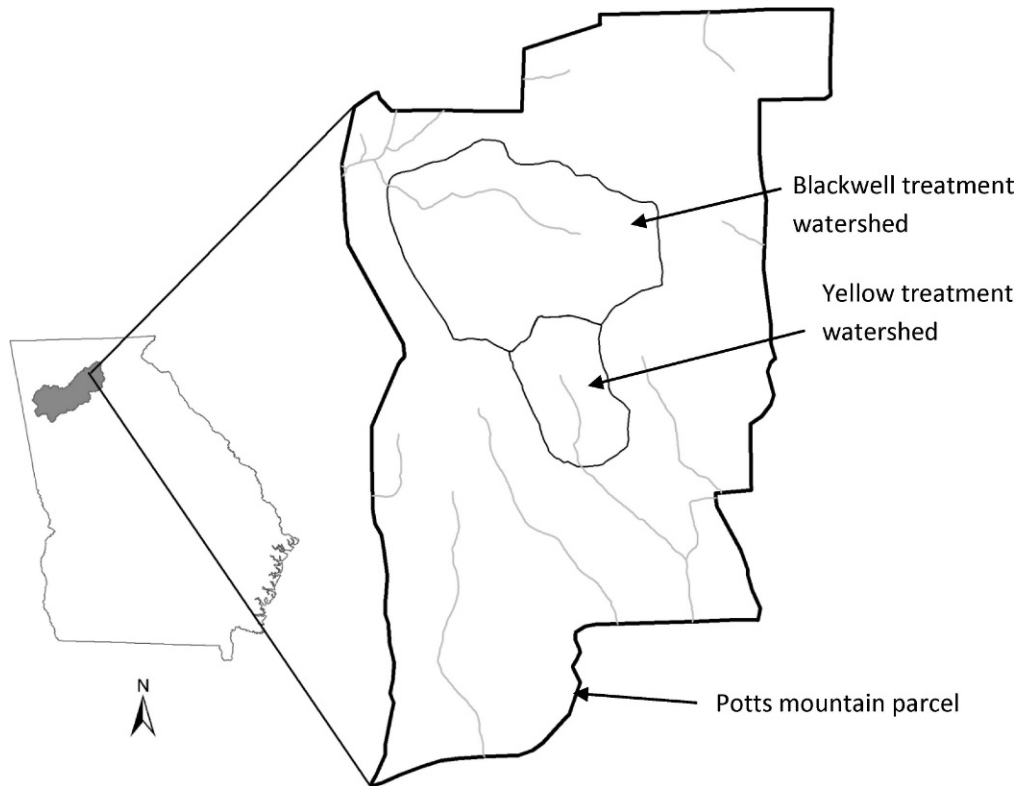 Blackwell treatment
watershed
Yellow treatment
watershed
N
Potts mountain parcel